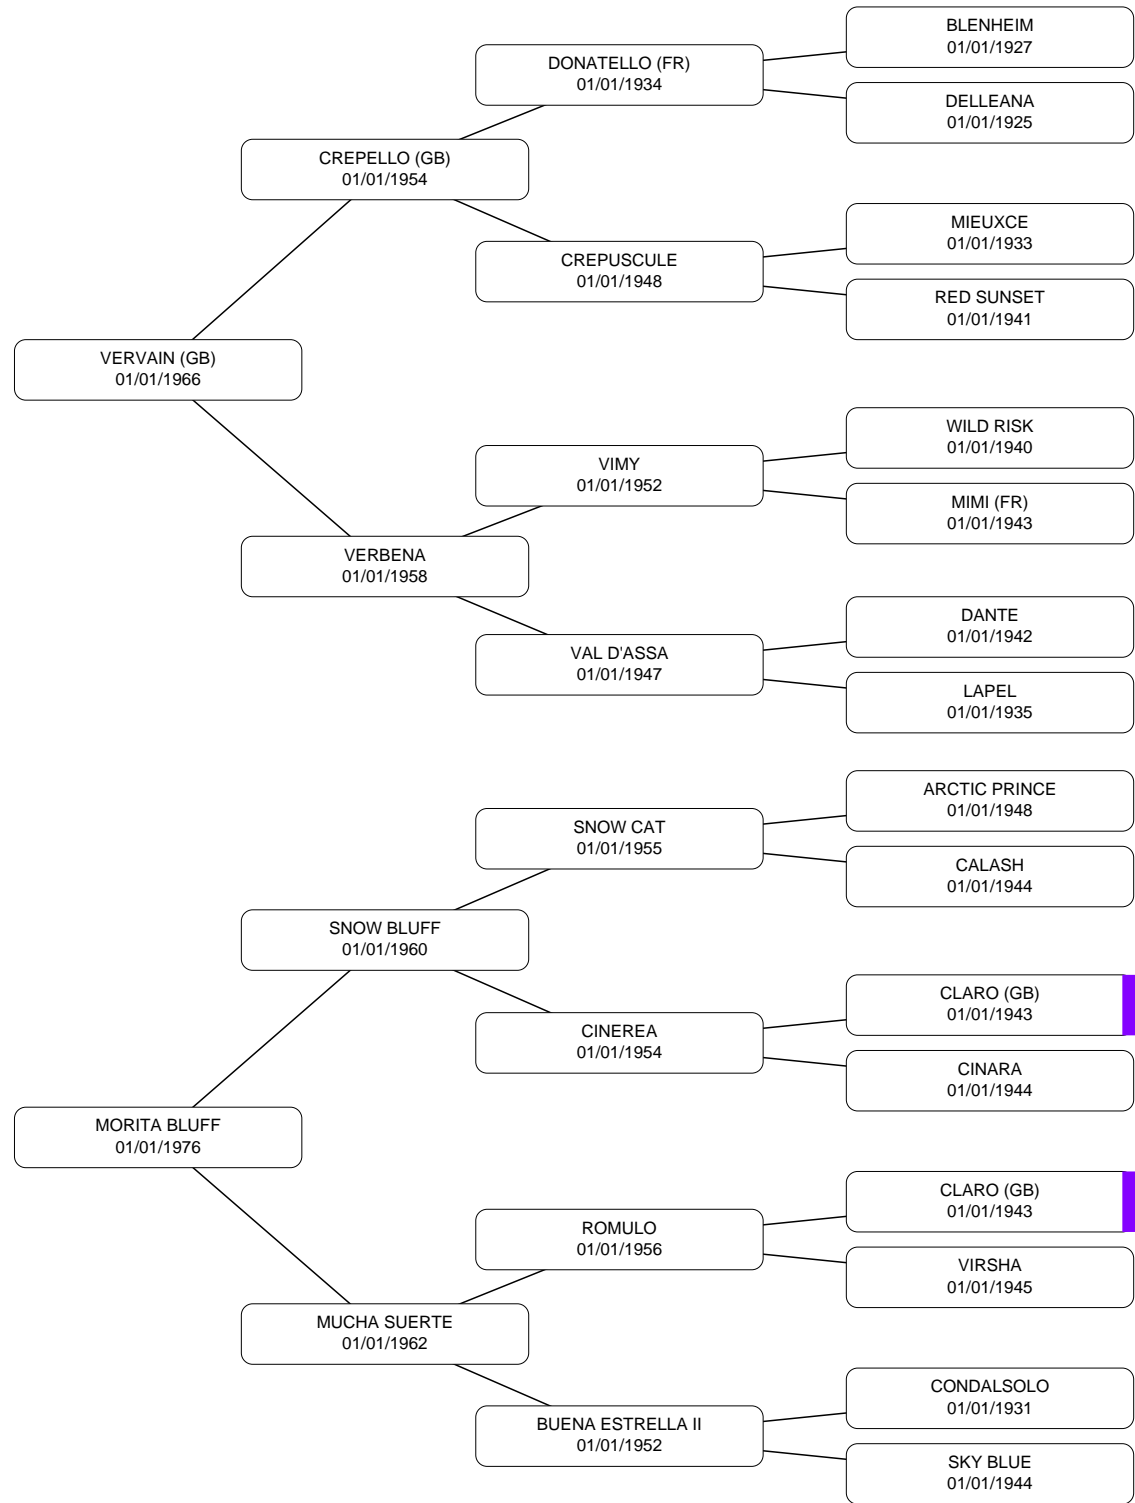 BLENHEIM
01/01/1927
DONATELLO (FR)
01/01/1934
DELLEANA
01/01/1925
CREPELLO (GB)
01/01/1954
MIEUXCE
01/01/1933
CREPUSCULE
01/01/1948
RED SUNSET
01/01/1941
VERVAIN (GB)
01/01/1966
WILD RISK
01/01/1940
VIMY
01/01/1952
MIMI (FR)
01/01/1943
VERBENA
01/01/1958
DANTE
01/01/1942
VAL D'ASSA
01/01/1947
LAPEL
01/01/1935
ARCTIC PRINCE
01/01/1948
SNOW CAT
01/01/1955
CALASH
01/01/1944
SNOW BLUFF
01/01/1960
CLARO (GB)
01/01/1943
CINEREA
01/01/1954
CINARA
01/01/1944
MORITA BLUFF
01/01/1976
CLARO (GB)
01/01/1943
ROMULO
01/01/1956
VIRSHA
01/01/1945
MUCHA SUERTE
01/01/1962
CONDALSOLO
01/01/1931
BUENA ESTRELLA II
01/01/1952
SKY BLUE
01/01/1944